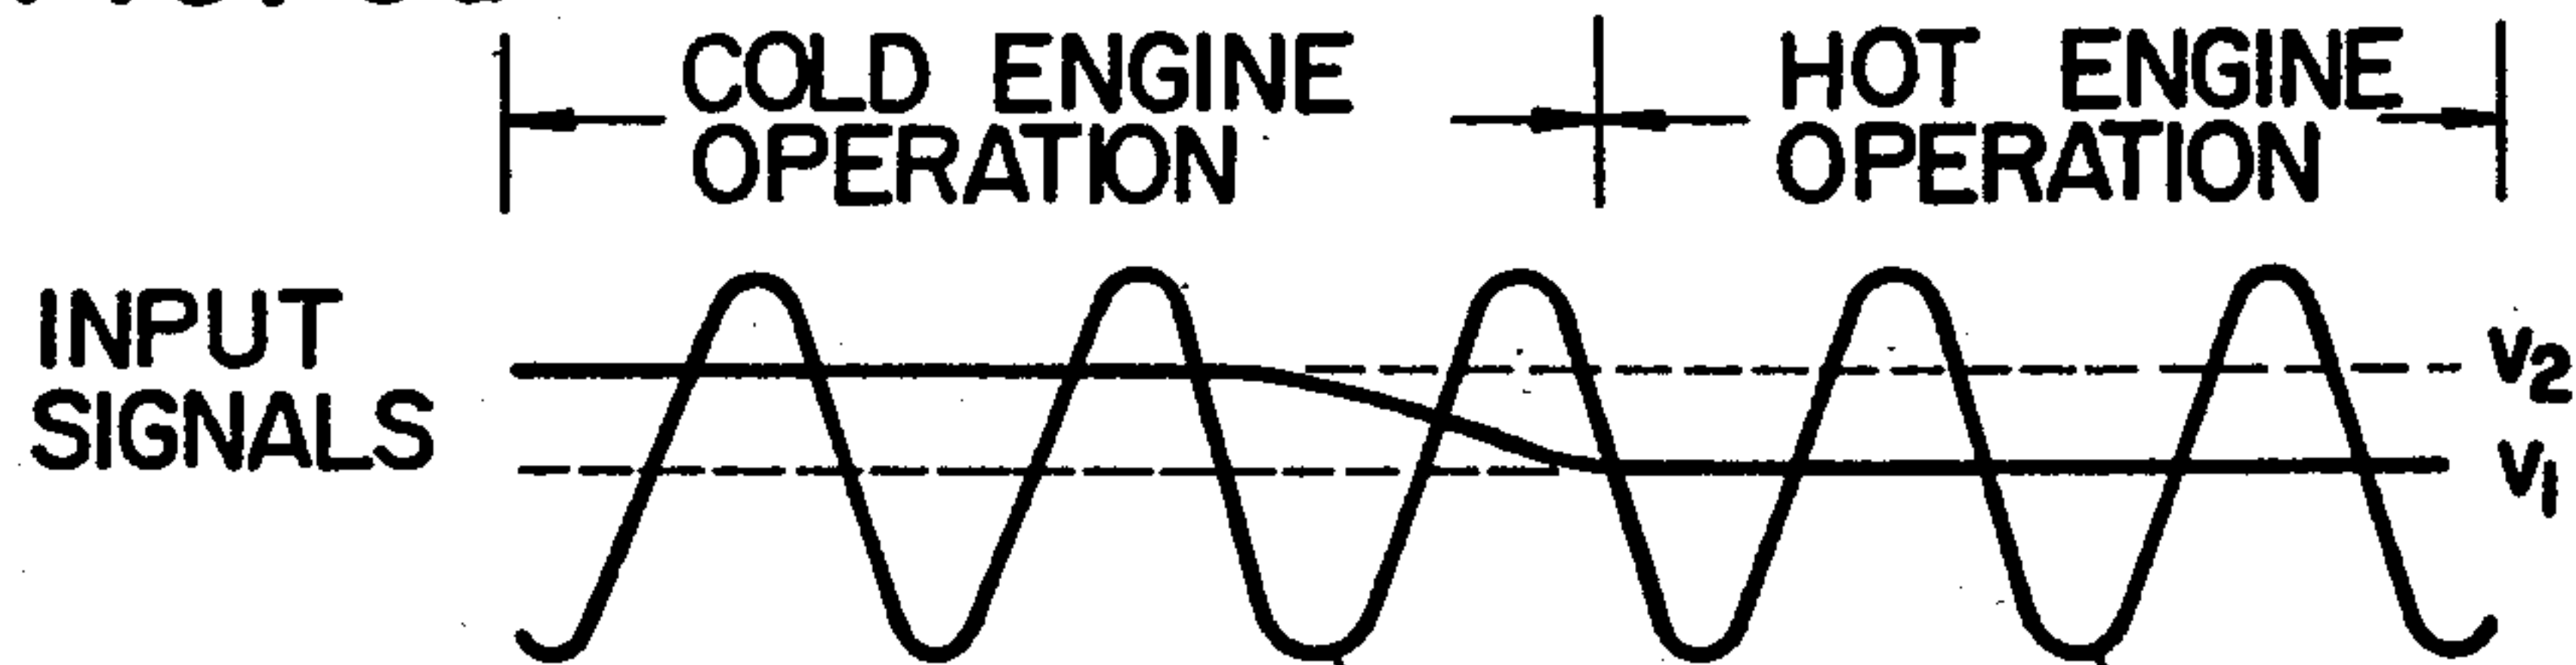 COLD ENGINE
OPERATION
HOT ENGINE
OPERATION
INPUT
SIGNALS
V2
V1